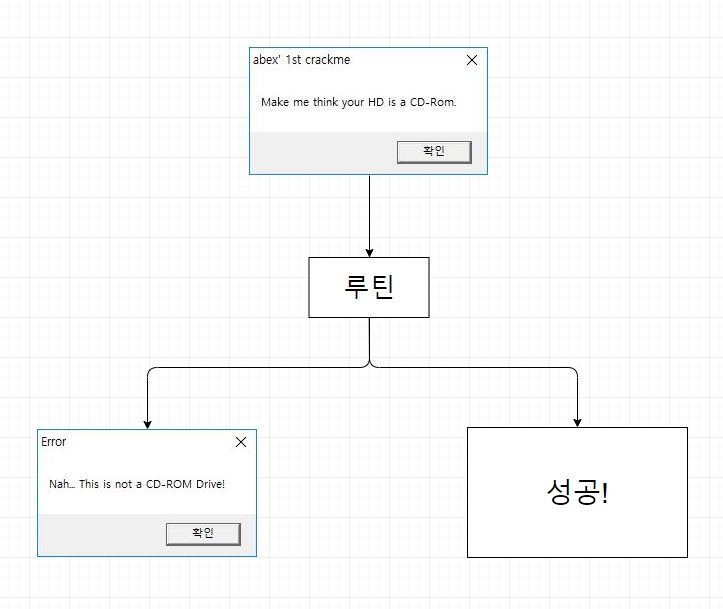 abex' 1st crackme
Make me think your HD is a CD-Rom.
확인
루틴
Error
Nah... This is not a CD-ROM Drive!
확인
성공!